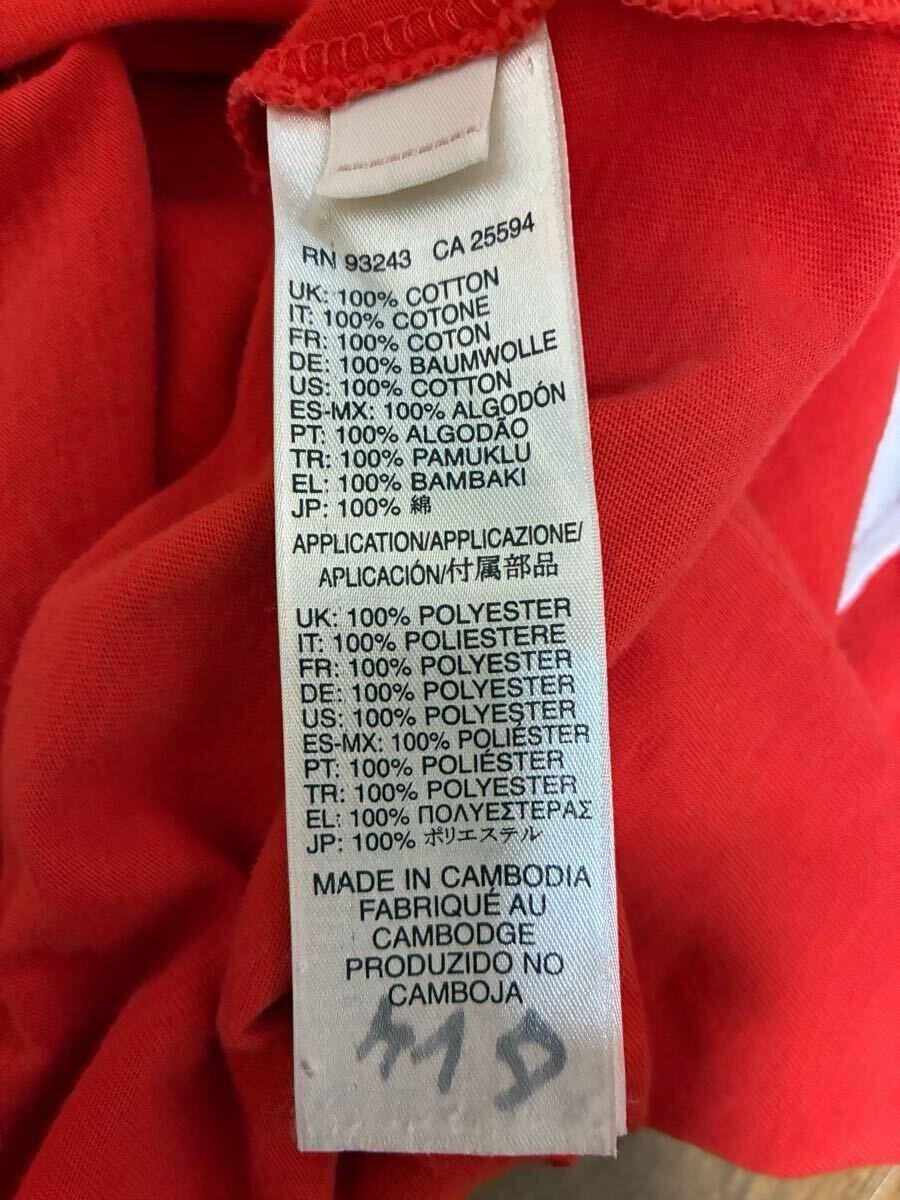 RN 93243 CA 25594
UK: 100% COTTON
IT: 100% COTONE
FR: 100% COTON
DE: 100% BAUMWOLLE
US: 100% COTTON
ES-MX: 100% ALGODÓN
PT: 100% ALGODÃO
TR: 100% PAMUKLU
EL: 100% BAMBAKI
JP: 100% 綿
APPLICATION/APPLICAZIONE/
APLICACIÓN/付属部品
UK: 100% POLYESTER
IT: 100% POLIESTERE
FR: 100% POLYESTER
DE: 100% POLYESTER
US: 100% POLYESTER
ES-MX: 100% POLIÉSTER
PT: 100% POLIÉSTER
TR: 100% POLYESTER
EL: 100% ΠΟΛΥΕΣΤΕΡΑΣ
JP: 100% ポリエステル
MADE IN CAMBODIA
FABRIQUÉ AU
CAMBODGE
PRODUZIDO NO
CAMBOJA